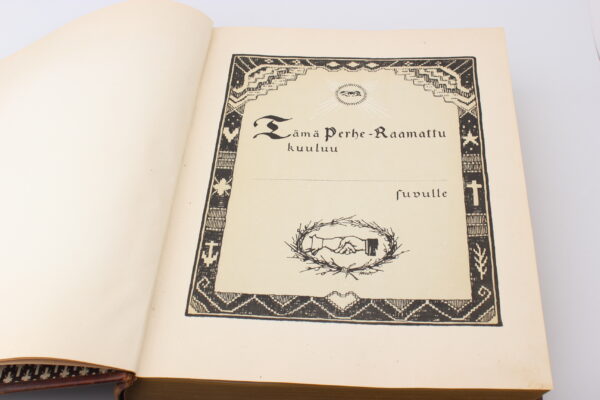 Tämä Perhe-Raamattu
kuuluu
suvulle